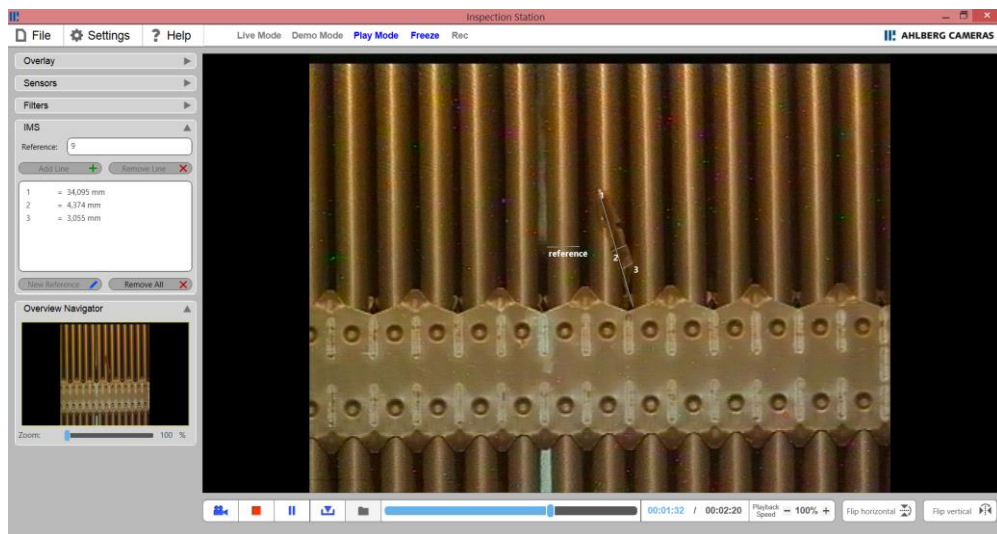 Inspection Station
File Settings ? Help Live Mode Demo Mode Play Mode Freeze Rec AHLBERG CAMERAS
Overlay
Sensors
Filters
IMS
Reference: 9
Add Line Remove Line
1 = 34,095 mm
2 = 4,374 mm
3 = 3,055 mm
New Reference Remove All
Overview Navigator
Zoom: 100 %
1
reference
2
3
00:01:32 / 00:02:20 Playback Speed − 100% + Flip horizontal Flip vertical